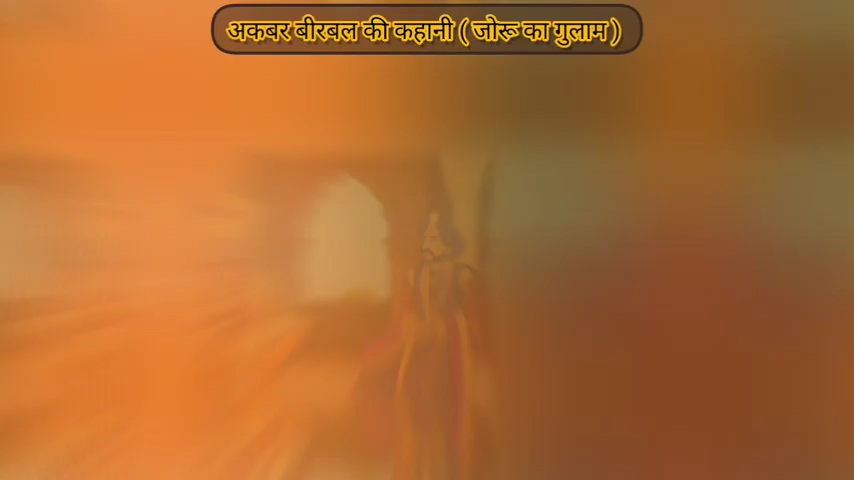 अकबर बीरबल की कहानी ( जोरू का गुलाम )